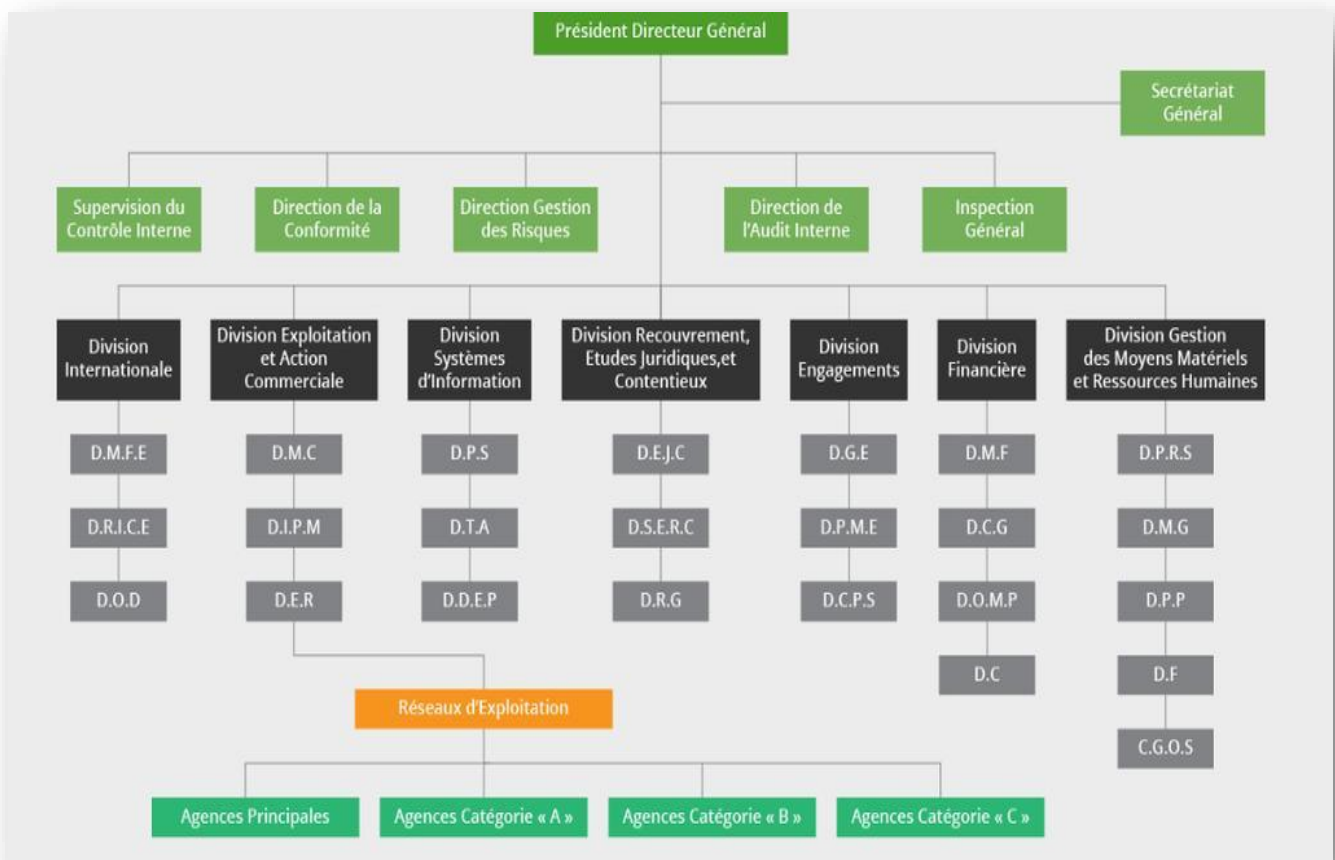 Président Directeur Général
Secrétariat
Général
Supervision du
Contrôle Interne
Direction de la
Conformité
Direction Gestion
des Risques
Direction de
l'Audit Interne
Inspection
Général
Division
Internationale
Division Exploitation
et Action
Commerciale
Division
Systèmes
d'Information
Division Recouvrement,
Etudes Juridiques,et
Contentieux
Division
Engagements
Division
Financière
Division Gestion
des Moyens Matériels
et Ressources Humaines
D.M.F.E
D.M.C
D.P.S
D.E.J.C
D.G.E
D.M.F
D.P.R.S
D.R.I.C.E
D.I.P.M
D.T.A
D.S.E.R.C
D.P.M.E
D.C.G
D.M.G
D.O.D
D.E.R
D.D.E.P
D.R.G
D.C.P.S
D.O.M.P
D.P.P
D.C
D.F
Réseaux d'Exploitation
C.G.O.S
Agences Principales
Agences Catégorie « A »
Agences Catégorie « B »
Agences Catégorie « C »